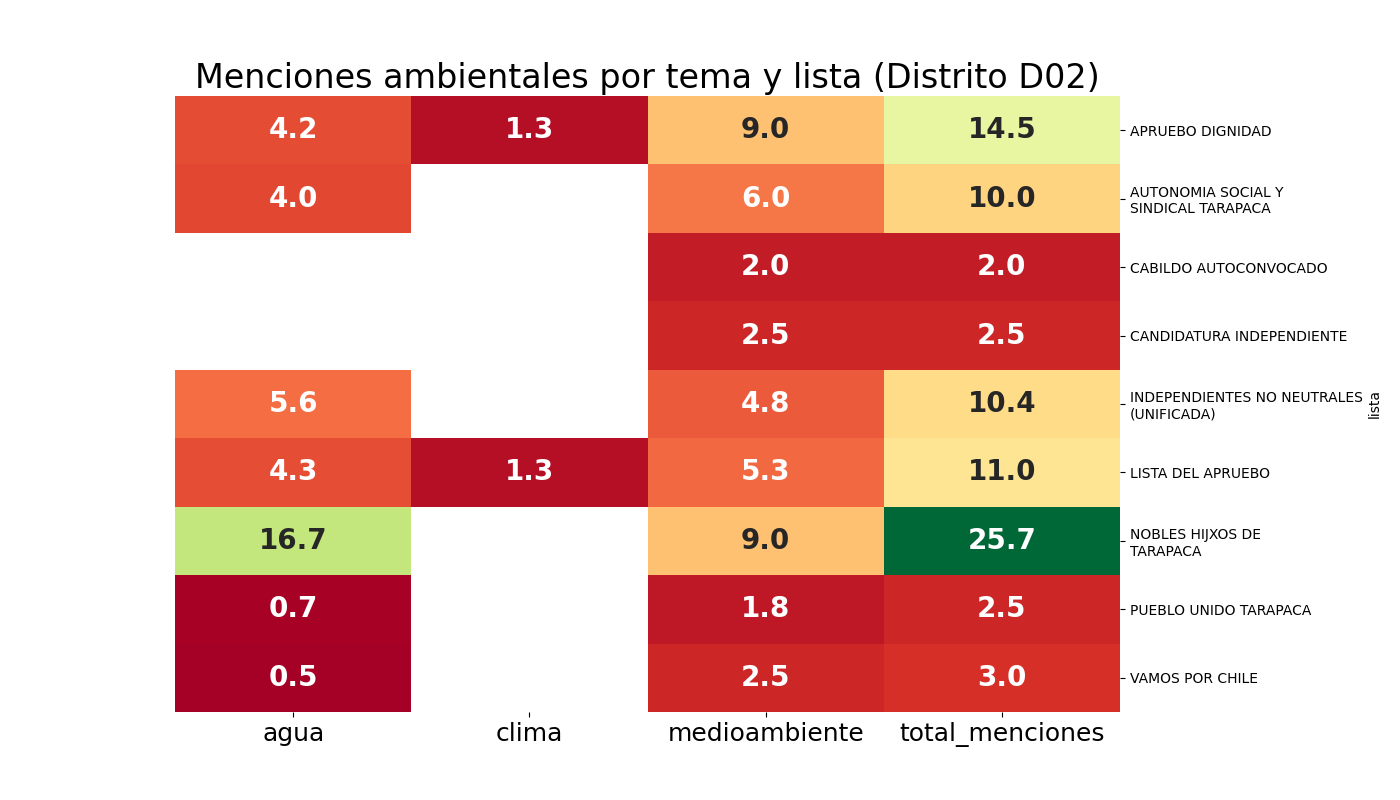 Menciones ambientales por tema y lista (Distrito D02)
4.2 1.3 9.0 14.5 APRUEBO DIGNIDAD
4.0 6.0 10.0 AUTONOMIA SOCIAL Y
SINDICAL TARAPACA
2.0 2.0 CABILDO AUTOCONVOCADO
2.5 2.5 CANDIDATURA INDEPENDIENTE
5.6 4.8 10.4 INDEPENDIENTES NO NEUTRALES
(UNIFICADA)
lista
4.3 1.3 5.3 11.0 LISTA DEL APRUEBO
16.7 9.0 25.7 NOBLES HIJXOS DE
TARAPACA
0.7 1.8 2.5 PUEBLO UNIDO TARAPACA
0.5 2.5 3.0 VAMOS POR CHILE
agua clima medioambiente total_menciones